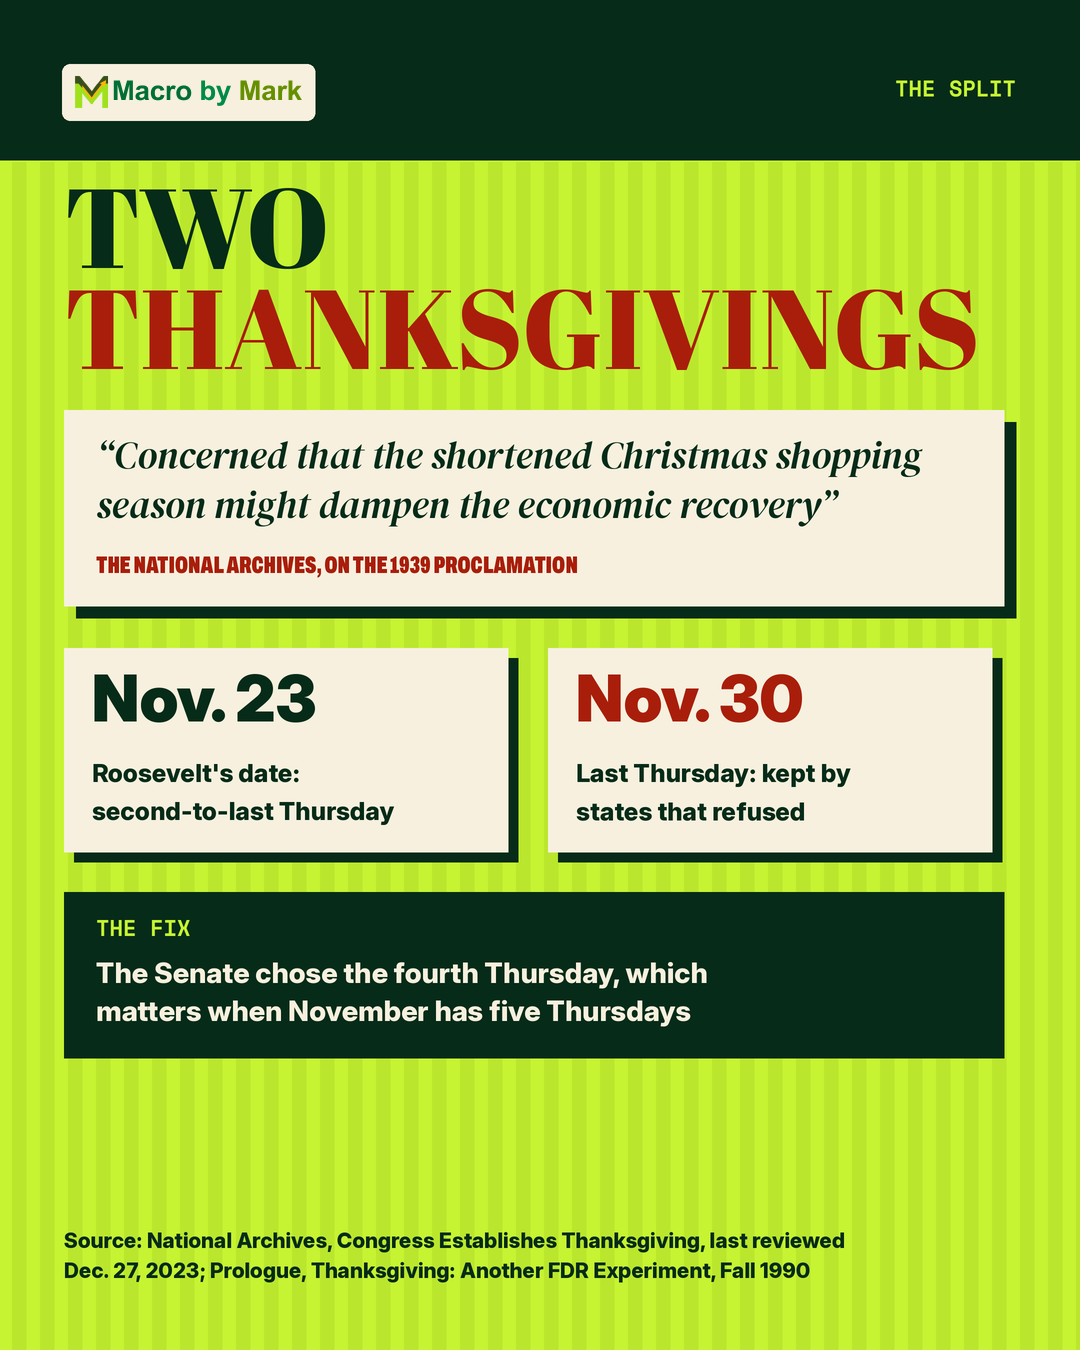 Macro by Mark
THE SPLIT
TWO
THANKSGIVINGS
“Concerned that the shortened Christmas shopping
season might dampen the economic recovery”
THE NATIONAL ARCHIVES, ON THE 1939 PROCLAMATION
Nov. 23
Roosevelt's date:
second-to-last Thursday
Nov. 30
Last Thursday: kept by
states that refused
THE FIX
The Senate chose the fourth Thursday, which
matters when November has five Thursdays
Source: National Archives, Congress Establishes Thanksgiving, last reviewed
Dec. 27, 2023; Prologue, Thanksgiving: Another FDR Experiment, Fall 1990